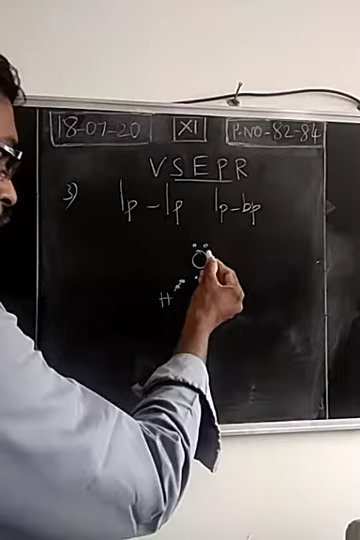 18-07-20 XI P.NO-82-84
VSEPR
3) lp-lp lp-bp
O
H